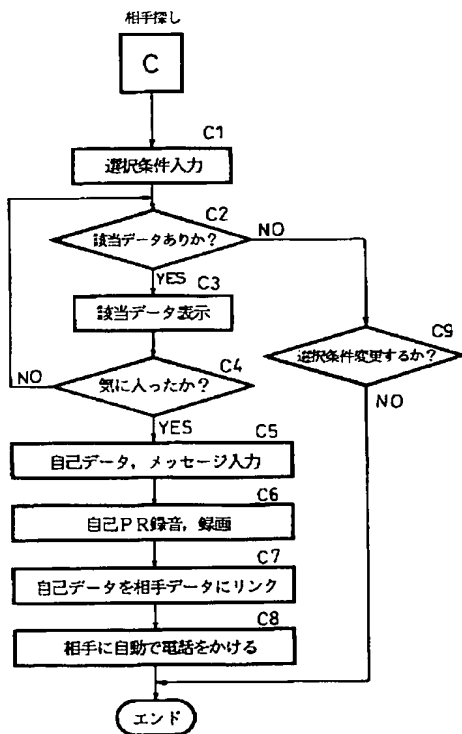 相手探し
C
C1
選択条件入力
C2
該当データありか?
NO
YES
C3
該当データ表示
C9
選択条件変更するか?
C4
気に入ったか?
NO
NO
YES
C5
自己データ,メッセージ入力
C6
自己PR録音,録画
C7
自己データを相手データにリンク
C8
相手に自動で電話をかける
エンド